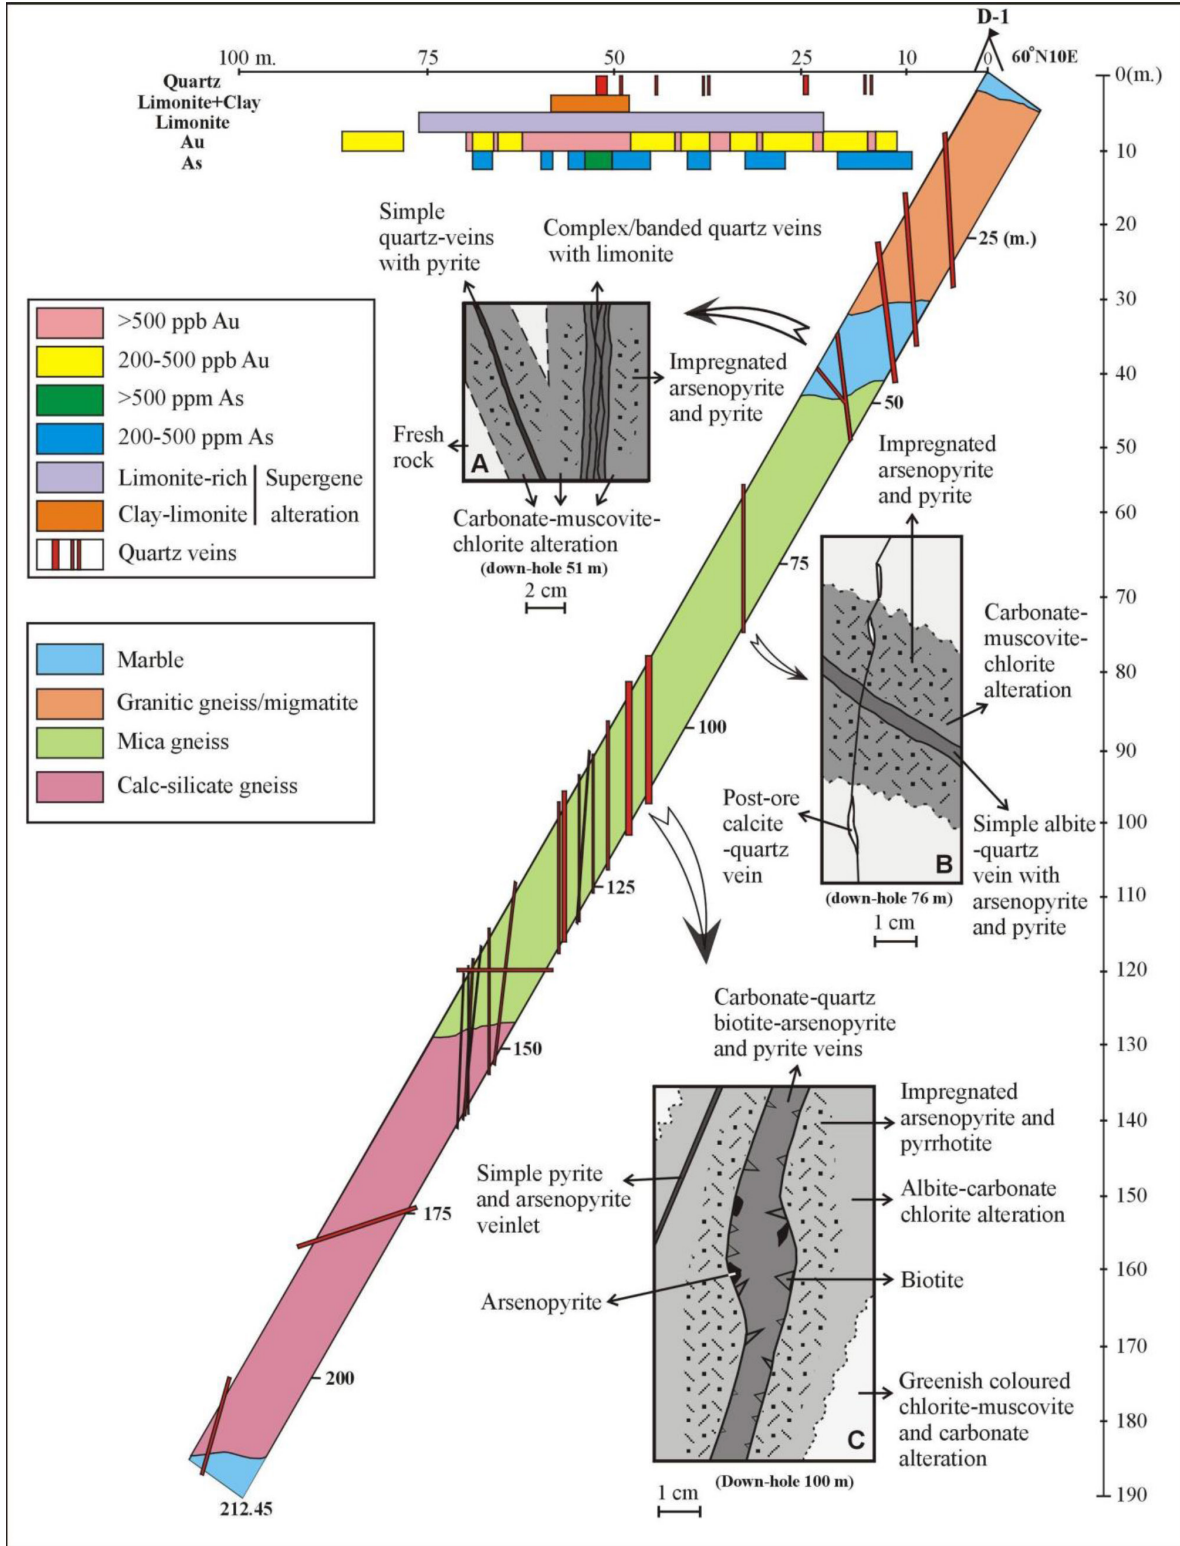 D-1
100 m. 75 50 25 10 0 60°N10E
Quartz
Limonite+Clay
Limonite
Au
As
0(m.)
10
20
30
40
50
60
70
80
90
100
110
120
130
140
150
160
170
180
190
25 (m.)
50
75
100
125
150
175
200
212.45
>500 ppb Au
200-500 ppb Au
>500 ppm As
200-500 ppm As
Limonite-rich
Clay-limonite
Supergene
alteration
Quartz veins
Marble
Granitic gneiss/migmatite
Mica gneiss
Calc-silicate gneiss
Simple
quartz-veins
with pyrite
Complex/banded quartz veins
with limonite
Impregnated
arsenopyrite
and pyrite
Fresh
rock
A
Carbonate-muscovite-
chlorite alteration
(down-hole 51 m)
2 cm
Impregnated
arsenopyrite
and pyrite
Carbonate-
muscovite-
chlorite
alteration
Post-ore
calcite
-quartz
vein
B
Simple albite
-quartz
vein with
arsenopyrite
and pyrite
(down-hole 76 m)
1 cm
Carbonate-quartz
biotite-arsenopyrite
and pyrite veins
Impregnated
arsenopyrite and
pyrrhotite
Simple pyrite
and arsenopyrite
veinlet
Albite-carbonate
chlorite alteration
Arsenopyrite
Biotite
Greenish coloured
chlorite-muscovite
and carbonate
alteration
C
(Down-hole 100 m)
1 cm